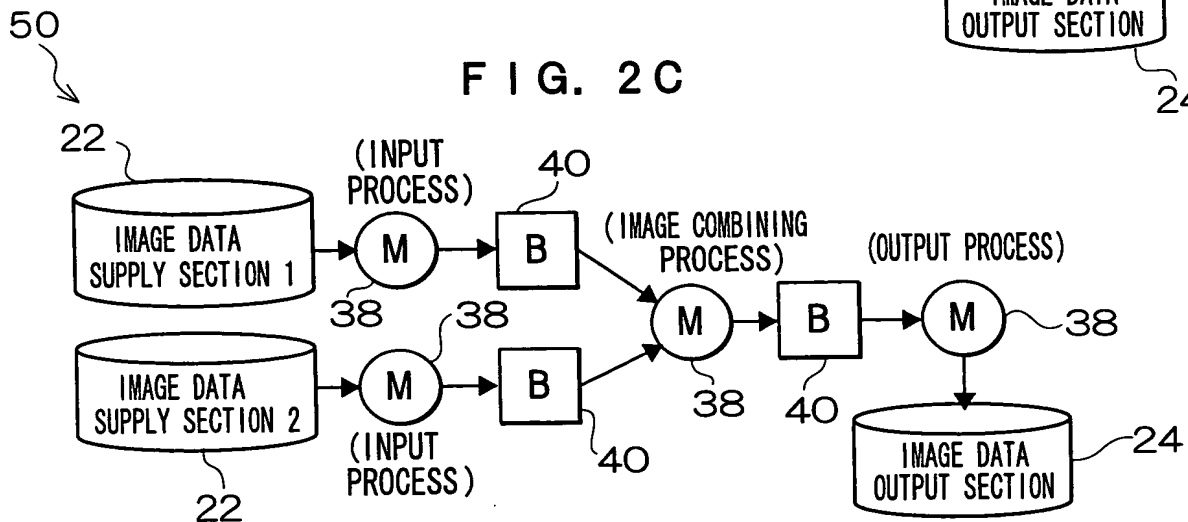 IMAGE DATA
OUTPUT SECTION
24
50
FIG. 2C
22
(INPUT
PROCESS)
40
IMAGE DATA
SUPPLY SECTION 1
M
B
38
(IMAGE COMBINING
PROCESS)
(OUTPUT PROCESS)
M
B
M
38
38
40
38
IMAGE DATA
SUPPLY SECTION 2
M
B
(INPUT
PROCESS)
40
22
IMAGE DATA
OUTPUT SECTION
24